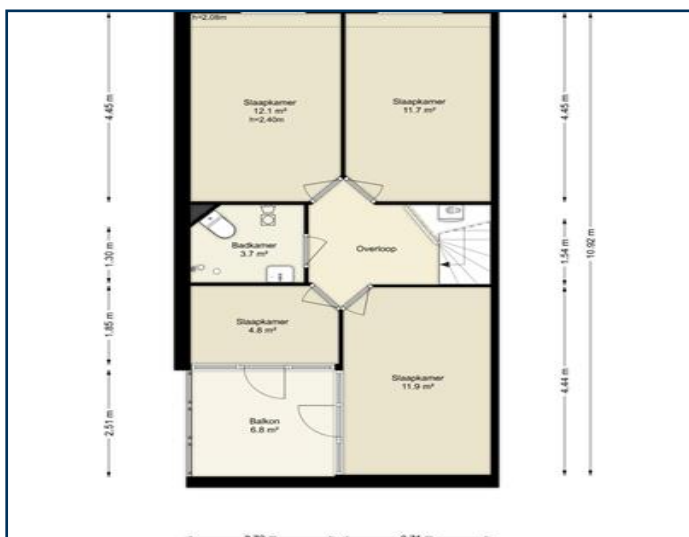 h=2.08m
Slaapkamer
12.1 m²
h=2.40m
Slaapkamer
11.7 m²
4.45 m
4.45 m
Badkamer
3.7 m²
Overloop
1.30 m
1.54 m
10.92 m
Slaapkamer
4.8 m²
1.85 m
Slaapkamer
11.9 m²
4.44 m
Balkon
6.8 m²
2.51 m